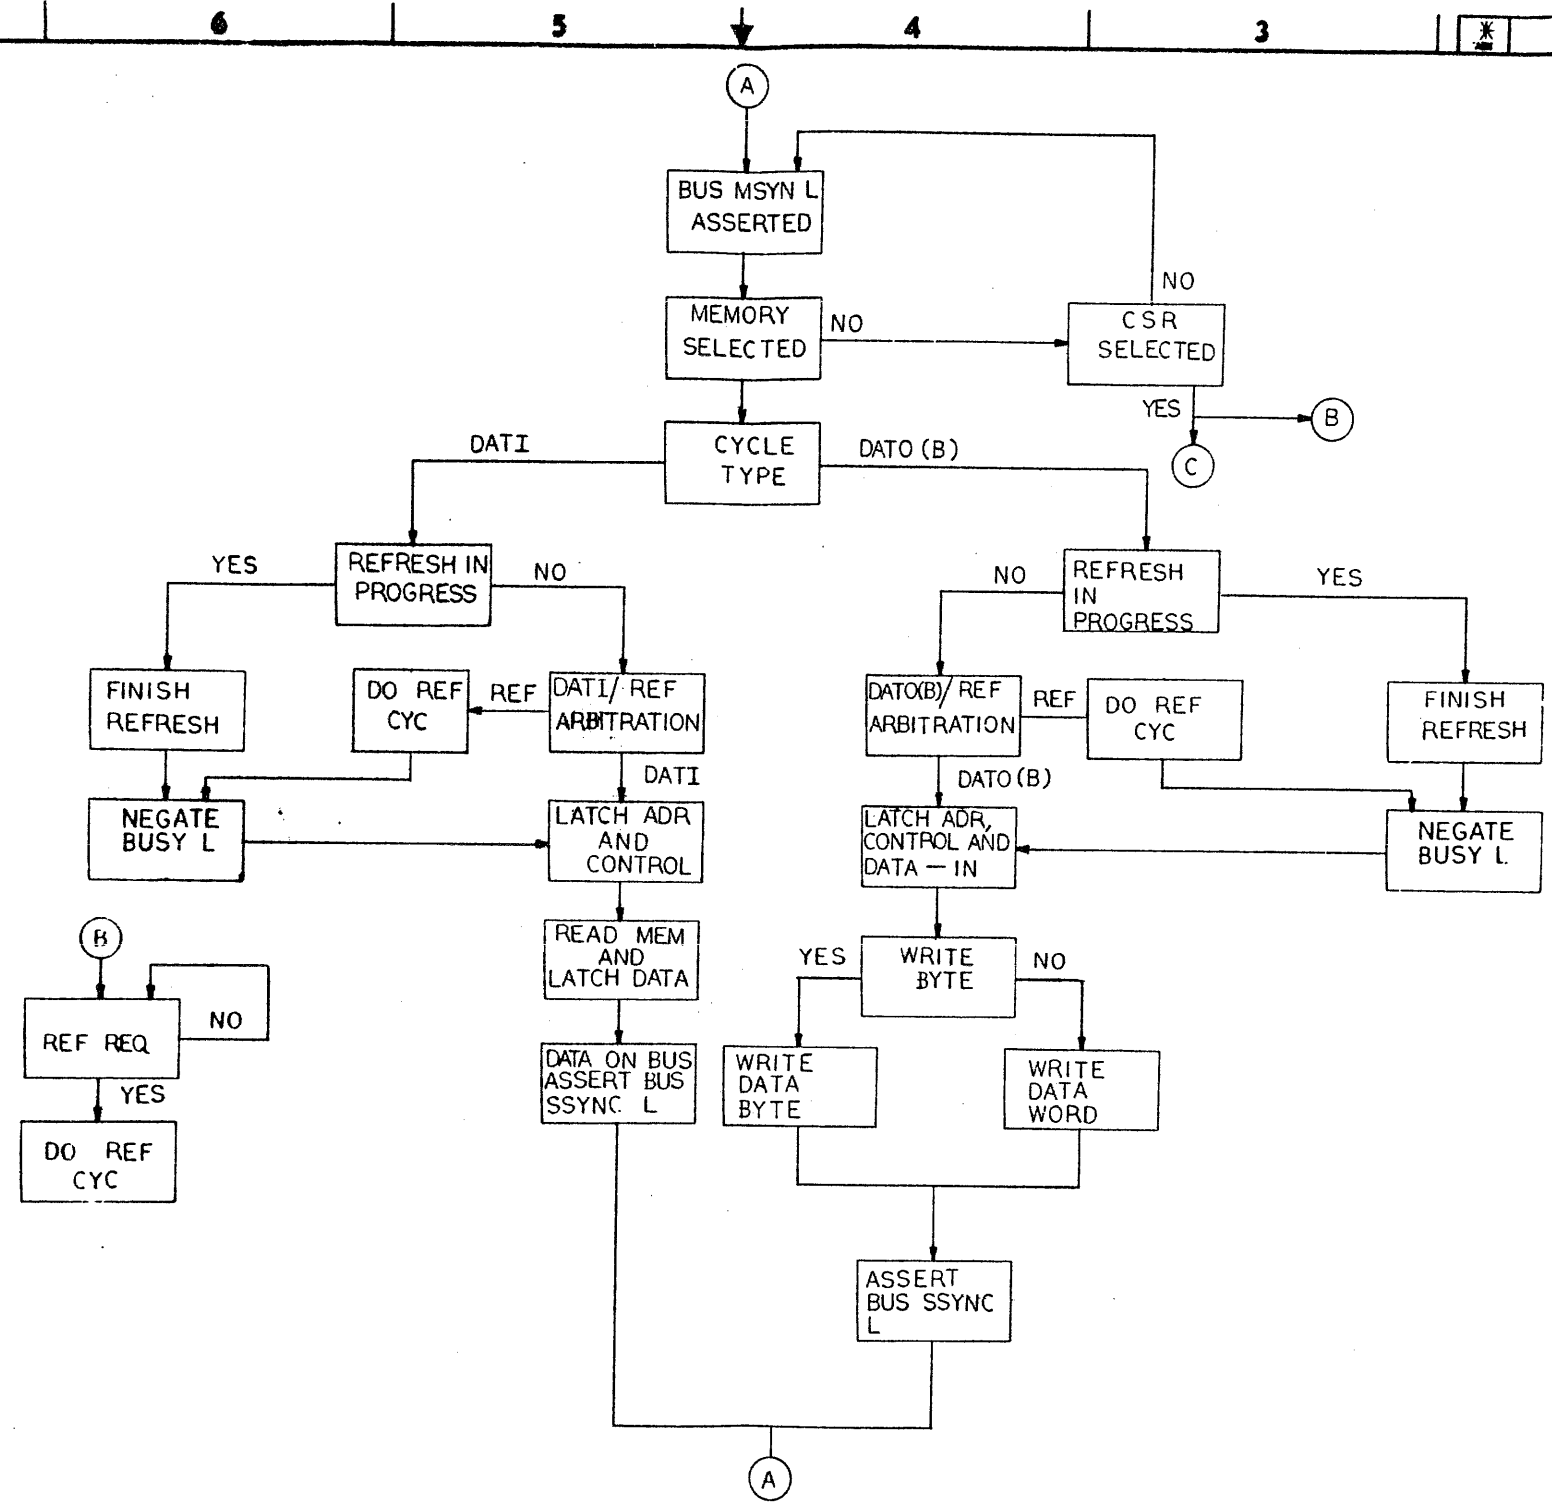 6
5
4
3
A
BUS MSYN L
ASSERTED
NO
MEMORY
SELECTED
NO
CSR
SELECTED
YES
B
C
DATI
CYCLE
TYPE
DATO (B)
YES
REFRESH IN
PROGRESS
NO
NO
REFRESH
IN
PROGRESS
YES
FINISH
REFRESH
DO REF
CYC
REF
DATI/ REF
ARBITRATION
DATO(B)/ REF
ARBITRATION
REF
DO REF
CYC
FINISH
REFRESH
DATI
DATO (B)
NEGATE
BUSY L
LATCH ADR
AND
CONTROL
LATCH ADR,
CONTROL AND
DATA — IN
NEGATE
BUSY L
B
READ MEM
AND
LATCH DATA
YES
WRITE
BYTE
NO
REF REQ
NO
YES
DO REF
CYC
DATA ON BUS
ASSERT BUS
SSYNC L
WRITE
DATA
BYTE
WRITE
DATA
WORD
ASSERT
BUS SSYNC
L
A